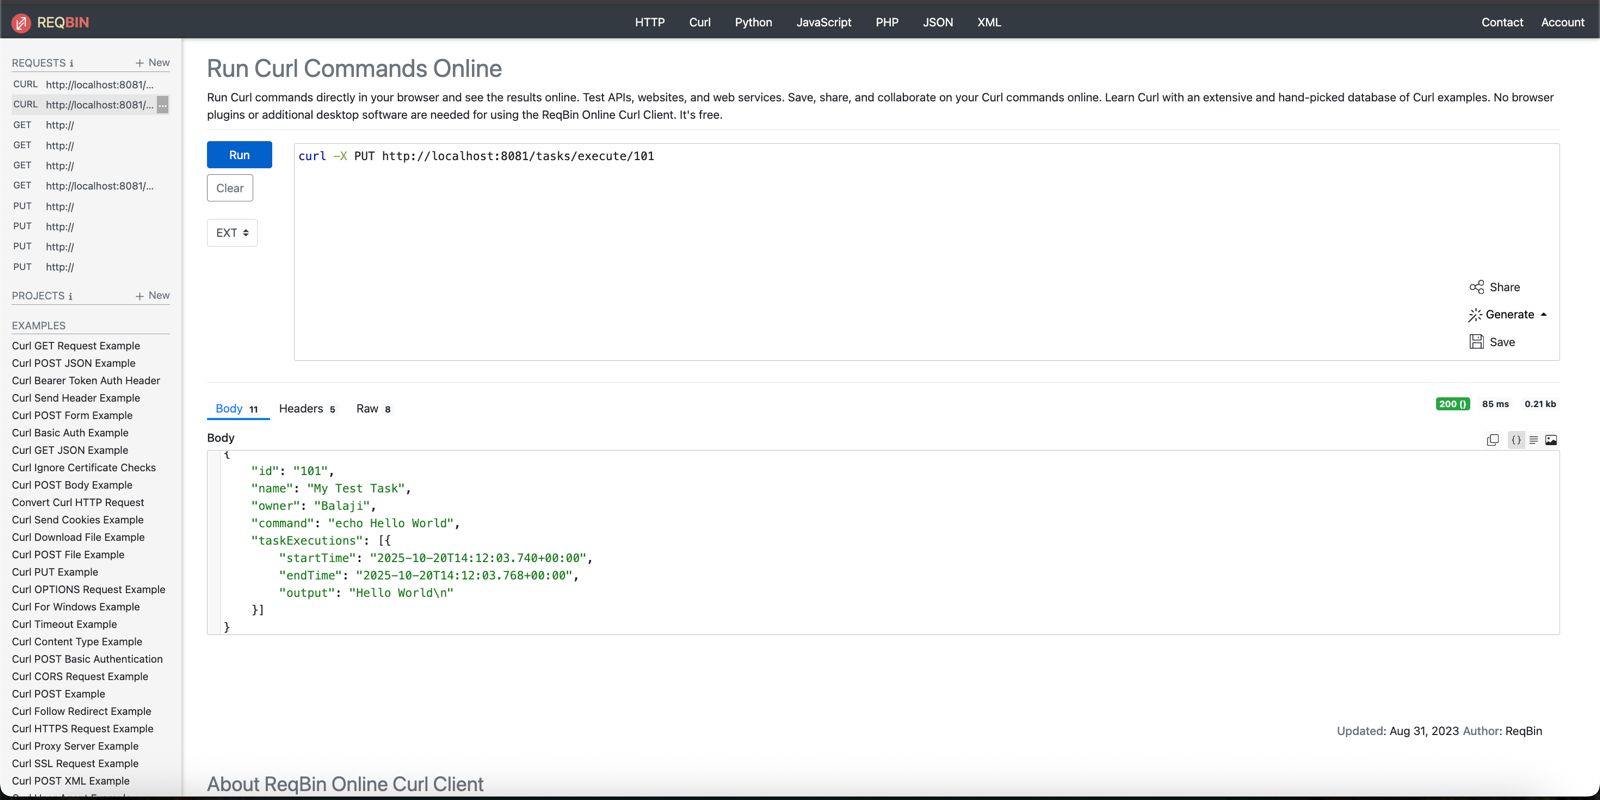 REQBIN
HTTP Curl Python JavaScript PHP JSON XML
Contact Account
REQUESTS + New
CURL http://localhost:8081/...
CURL http://localhost:8081/... ...
GET http://
GET http://
GET http://
GET http://localhost:8081/...
PUT http://
PUT http://
PUT http://
PUT http://
PROJECTS + New
EXAMPLES
Curl GET Request Example
Curl POST JSON Example
Curl Bearer Token Auth Header
Curl Send Header Example
Curl POST Form Example
Curl Basic Auth Example
Curl GET JSON Example
Curl Ignore Certificate Checks
Curl POST Body Example
Convert Curl HTTP Request
Curl Send Cookies Example
Curl Download File Example
Curl POST File Example
Curl PUT Example
Curl OPTIONS Request Example
Curl For Windows Example
Curl Timeout Example
Curl Content Type Example
Curl POST Basic Authentication
Curl CORS Request Example
Curl POST Example
Curl Follow Redirect Example
Curl HTTPS Request Example
Curl Proxy Server Example
Curl SSL Request Example
Curl POST XML Example
Run Curl Commands Online
Run Curl commands directly in your browser and see the results online. Test APIs, websites, and web services. Save, share, and collaborate on your Curl commands online. Learn Curl with an extensive and hand-picked database of Curl examples. No browser
plugins or additional desktop software are needed for using the ReqBin Online Curl Client. It's free.
Run
Clear
EXT
curl -X PUT http://localhost:8081/tasks/execute/101
Share
Generate
Save
Body 11 Headers 5 Raw 8
200 () 85 ms 0.21 kb
Body
{}
{
"id": "101",
"name": "My Test Task",
"owner": "Balaji",
"command": "echo Hello World",
"taskExecutions": [{
"startTime": "2025-10-20T14:12:03.740+00:00",
"endTime": "2025-10-20T14:12:03.768+00:00",
"output": "Hello World\n"
}]
}
Updated: Aug 31, 2023 Author: ReqBin
About ReqBin Online Curl Client